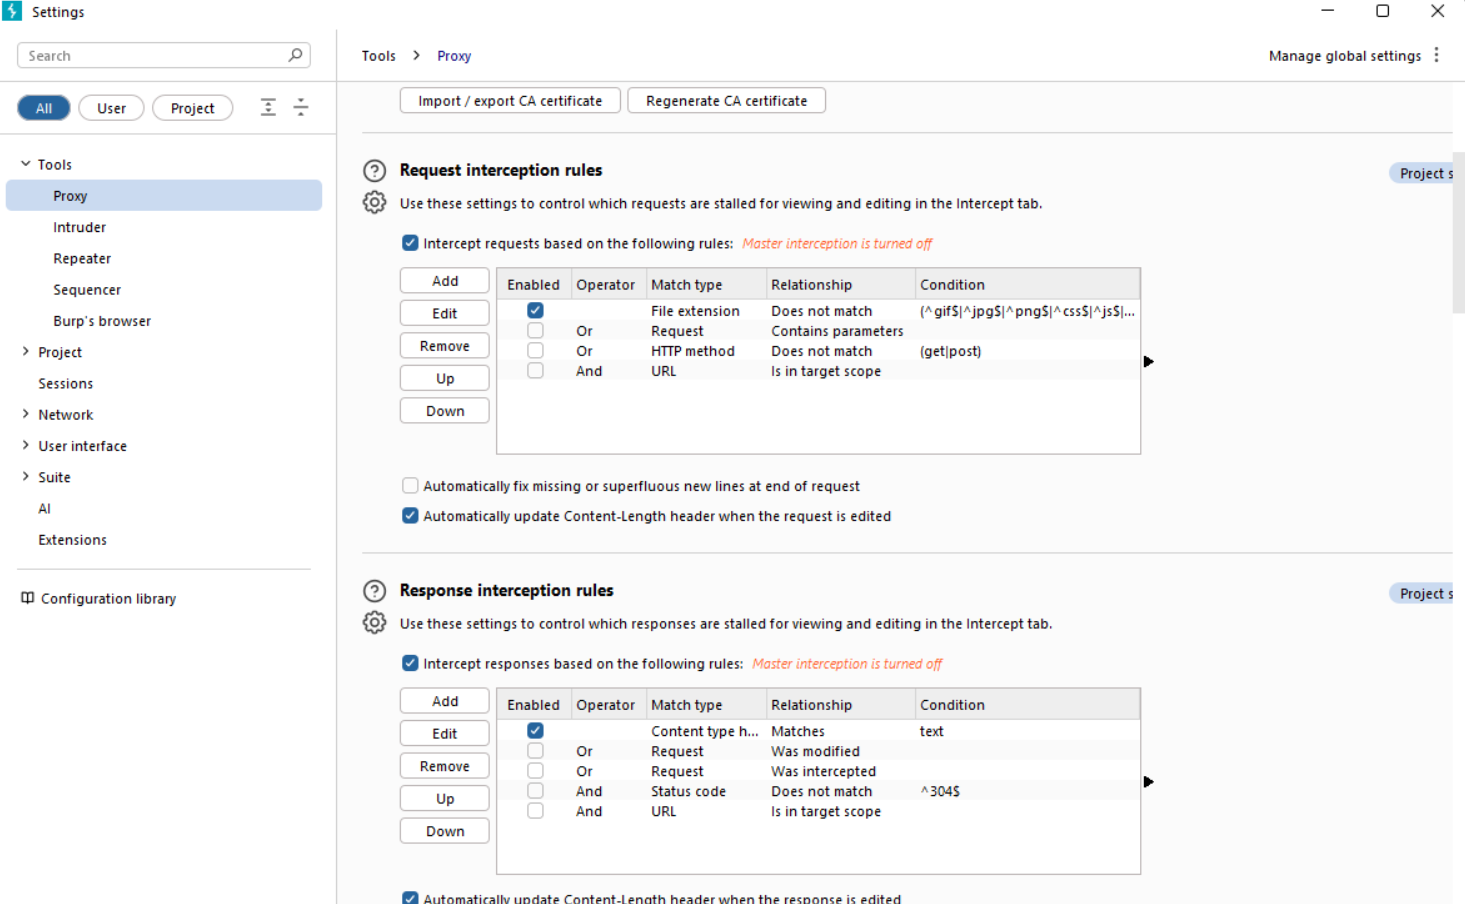 Settings
Search
Tools > Proxy
Manage global settings
All
User
Project
Tools
Proxy
Intruder
Repeater
Sequencer
Burp's browser
Project
Sessions
Network
User interface
Suite
AI
Extensions
Configuration library
Import / export CA certificate
Regenerate CA certificate
Request interception rules
Project s
Use these settings to control which requests are stalled for viewing and editing in the Intercept tab.
Intercept requests based on the following rules: Master interception is turned off
Add
Edit
Remove
Up
Down
Enabled Operator Match type Relationship Condition
File extension Does not match (^gif$|^jpg$|^png$|^css$|^js$|...
Or Request Contains parameters
Or HTTP method Does not match (get|post)
And URL Is in target scope
Automatically fix missing or superfluous new lines at end of request
Automatically update Content-Length header when the request is edited
Response interception rules
Project s
Use these settings to control which responses are stalled for viewing and editing in the Intercept tab.
Intercept responses based on the following rules: Master interception is turned off
Add
Edit
Remove
Up
Down
Enabled Operator Match type Relationship Condition
Content type h... Matches text
Or Request Was modified
Or Request Was intercepted
And Status code Does not match ^304$
And URL Is in target scope
Automatically update Content-Length header when the response is edited